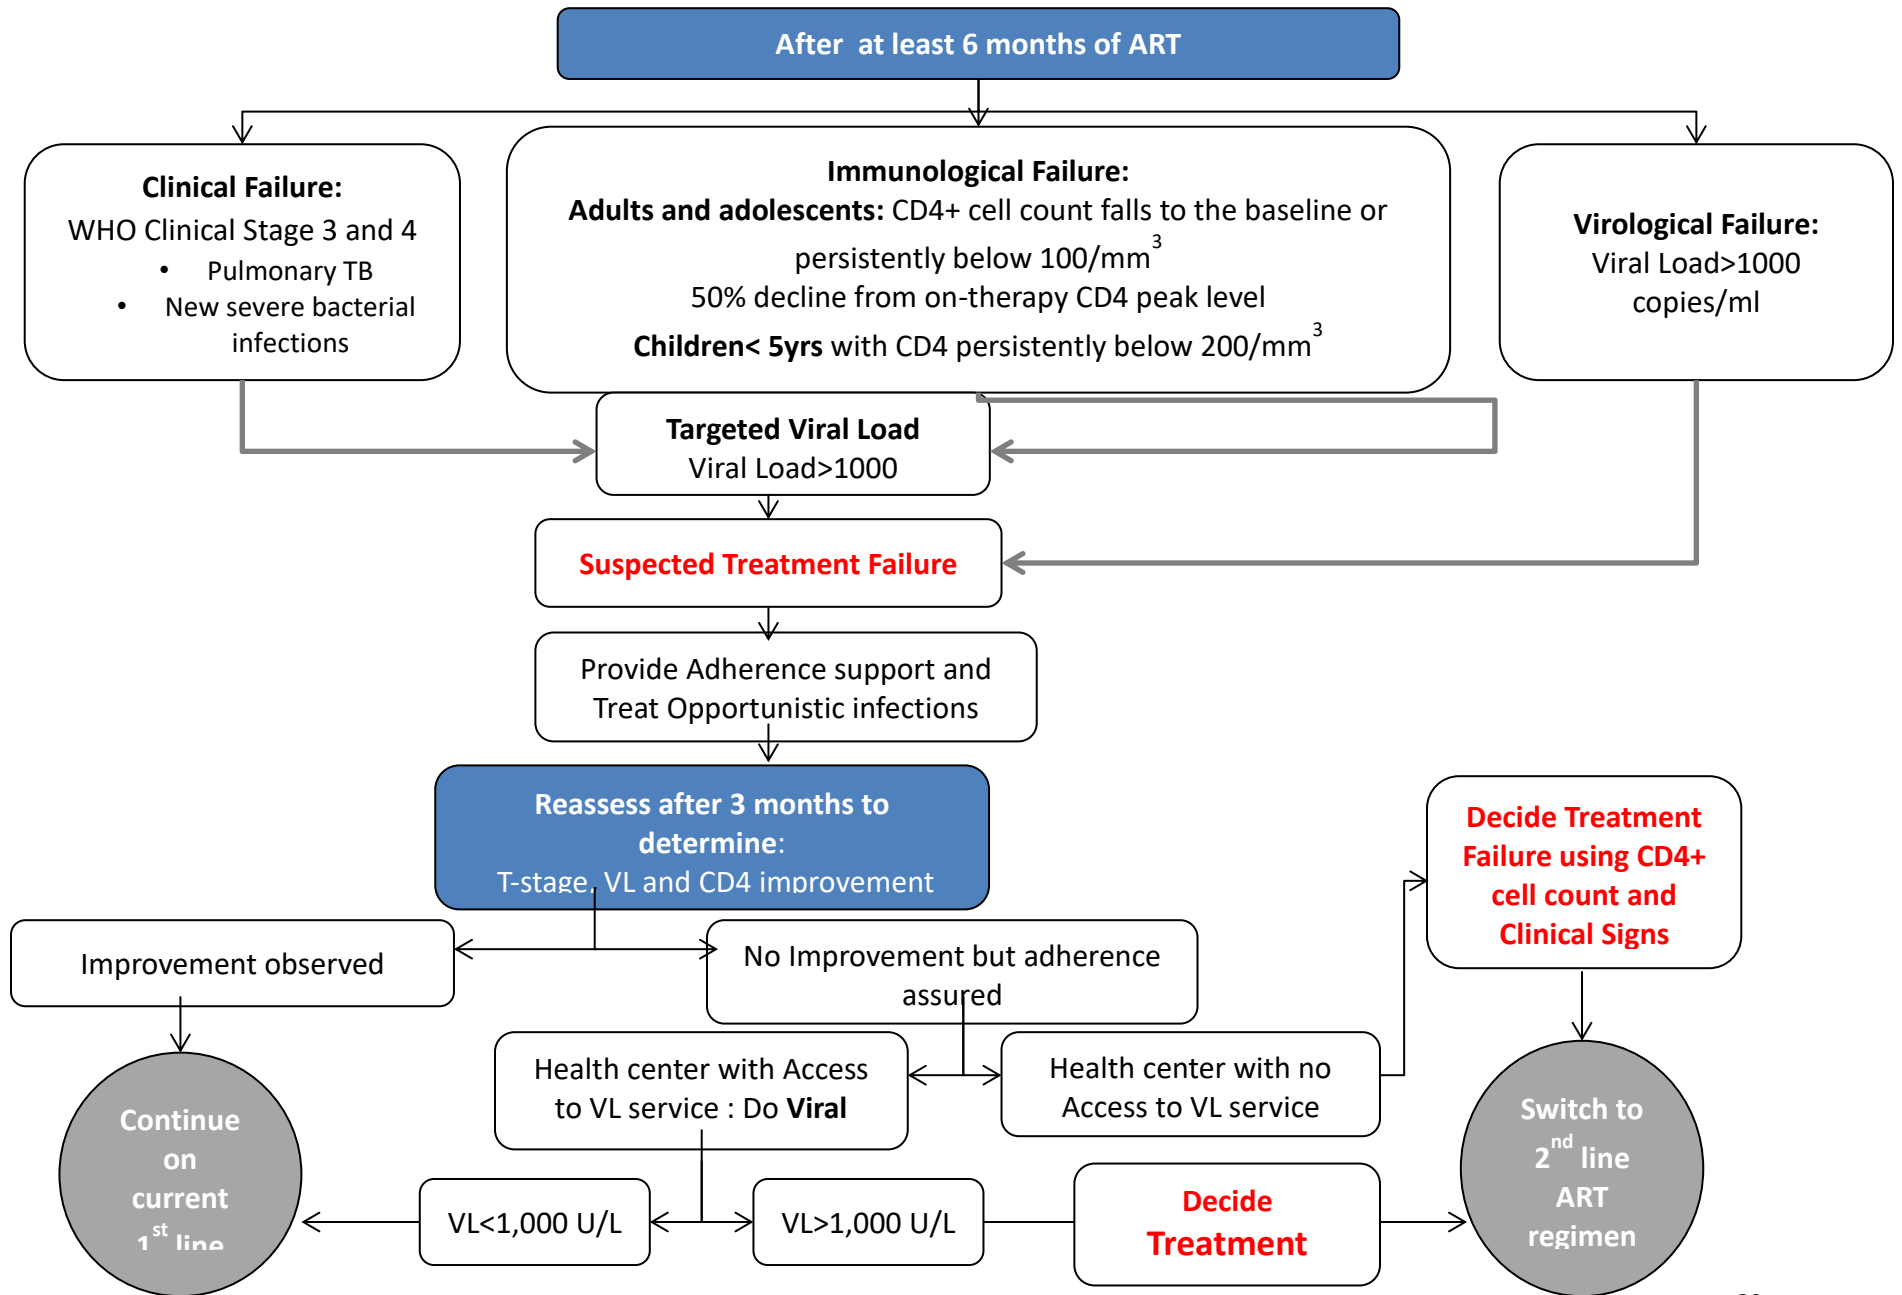 After at least 6 months of ART
Clinical Failure:
WHO Clinical Stage 3 and 4
• Pulmonary TB
• New severe bacterial
infections
Immunological Failure:
Adults and adolescents: CD4+ cell count falls to the baseline or
persistently below 100/mm³
50% decline from on-therapy CD4 peak level
Children< 5yrs with CD4 persistently below 200/mm³
Virological Failure:
Viral Load>1000
copies/ml
Targeted Viral Load
Viral Load>1000
Suspected Treatment Failure
Provide Adherence support and
Treat Opportunistic infections
Reassess after 3 months to
determine:
T-stage, VL and CD4 improvement
Decide Treatment
Failure using CD4+
cell count and
Clinical Signs
Improvement observed
No Improvement but adherence
assured
Health center with Access
to VL service : Do Viral
Health center with no
Access to VL service
Continue
on
current
1st line
Switch to
2nd line
ART
regimen
VL<1,000 U/L
VL>1,000 U/L
Decide
Treatment